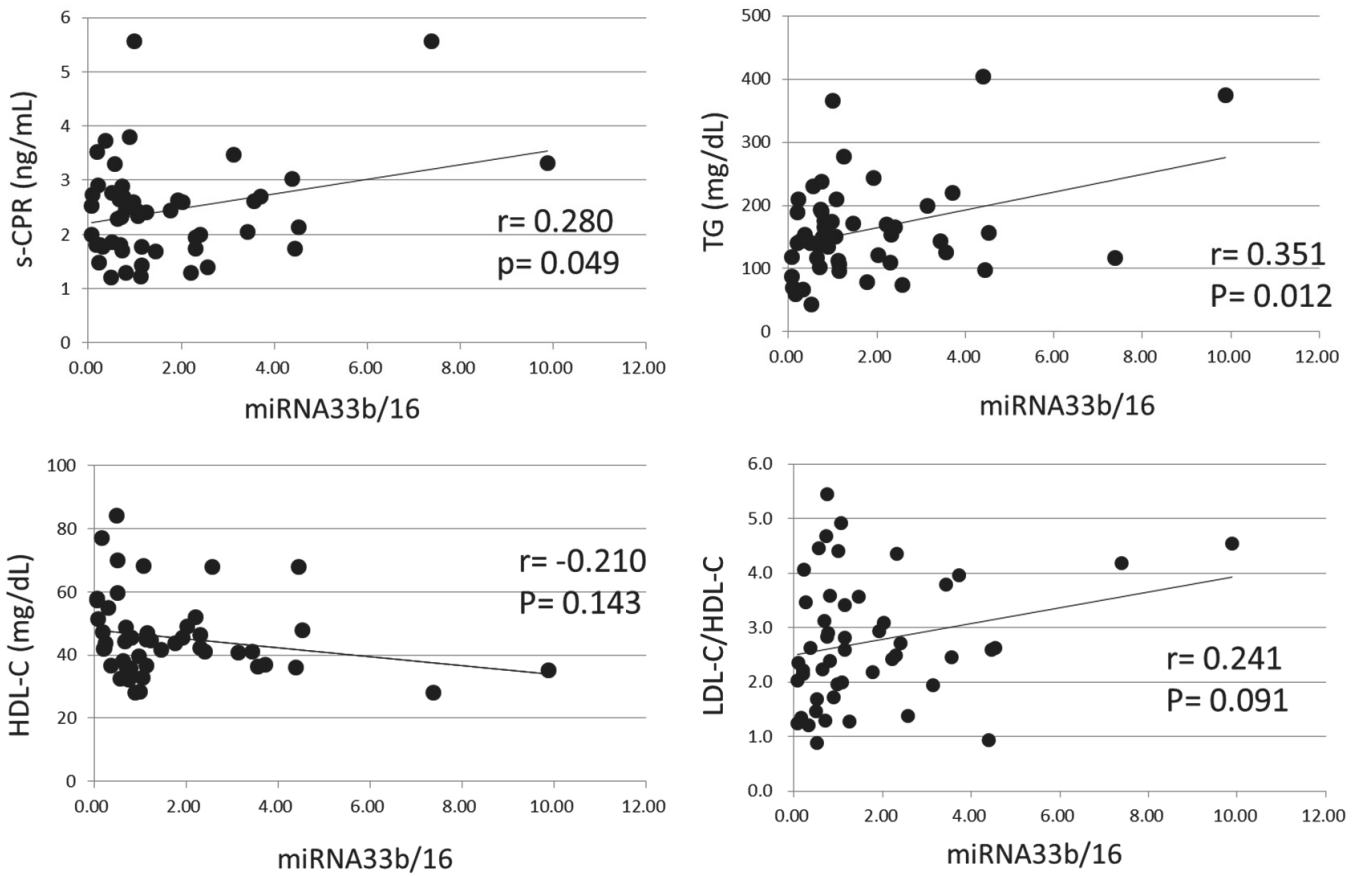 6
5
4
3
2
1
0
s-CPR (ng/mL)
r= 0.280
p= 0.049
0.00 2.00 4.00 6.00 8.00 10.00 12.00
miRNA33b/16
500
400
300
200
100
0
TG (mg/dL)
r= 0.351
P= 0.012
0.00 2.00 4.00 6.00 8.00 10.00 12.00
miRNA33b/16
100
80
60
40
20
0
HDL-C (mg/dL)
r= -0.210
P= 0.143
0.00 2.00 4.00 6.00 8.00 10.00 12.00
miRNA33b/16
6.0
5.0
4.0
3.0
2.0
1.0
0.0
LDL-C/HDL-C
r= 0.241
P= 0.091
0.00 2.00 4.00 6.00 8.00 10.00 12.00
miRNA33b/16